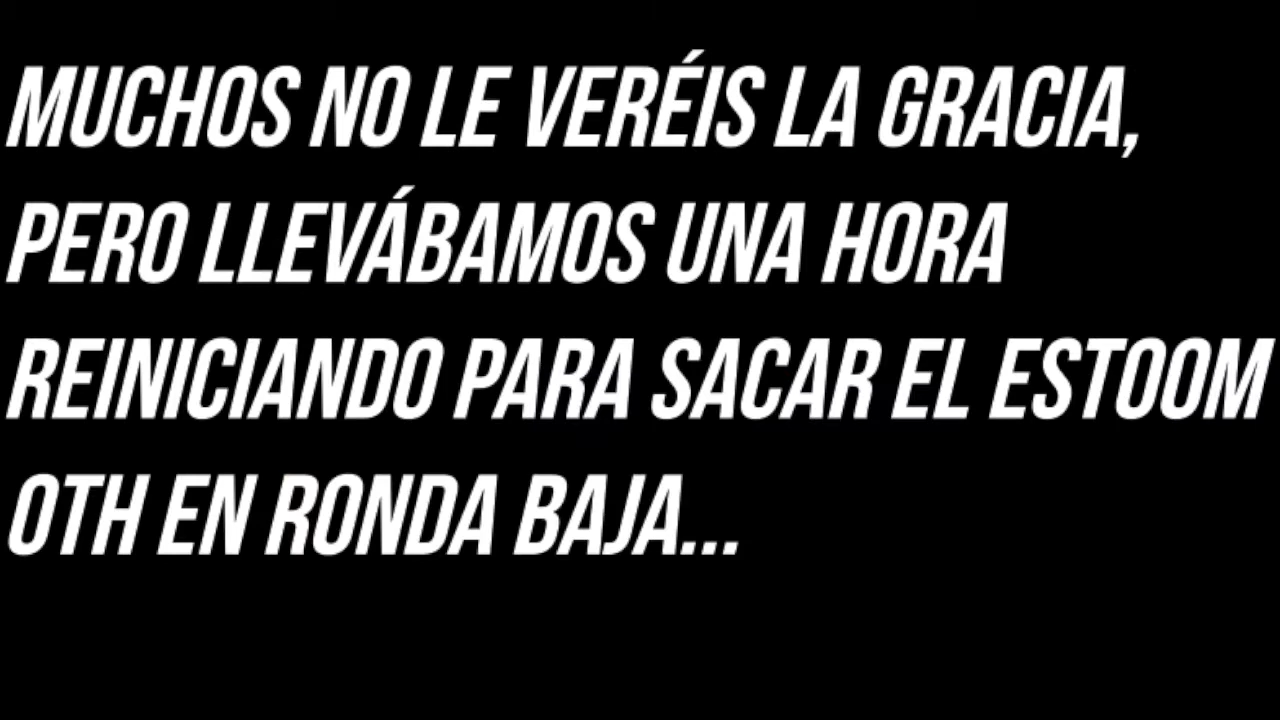 MUCHOS NO LE VERÉIS LA GRACIA,
PERO LLEVÁBAMOS UNA HORA
REINICIANDO PARA SACAR EL ESTOOM
OTH EN RONDA BAJA...